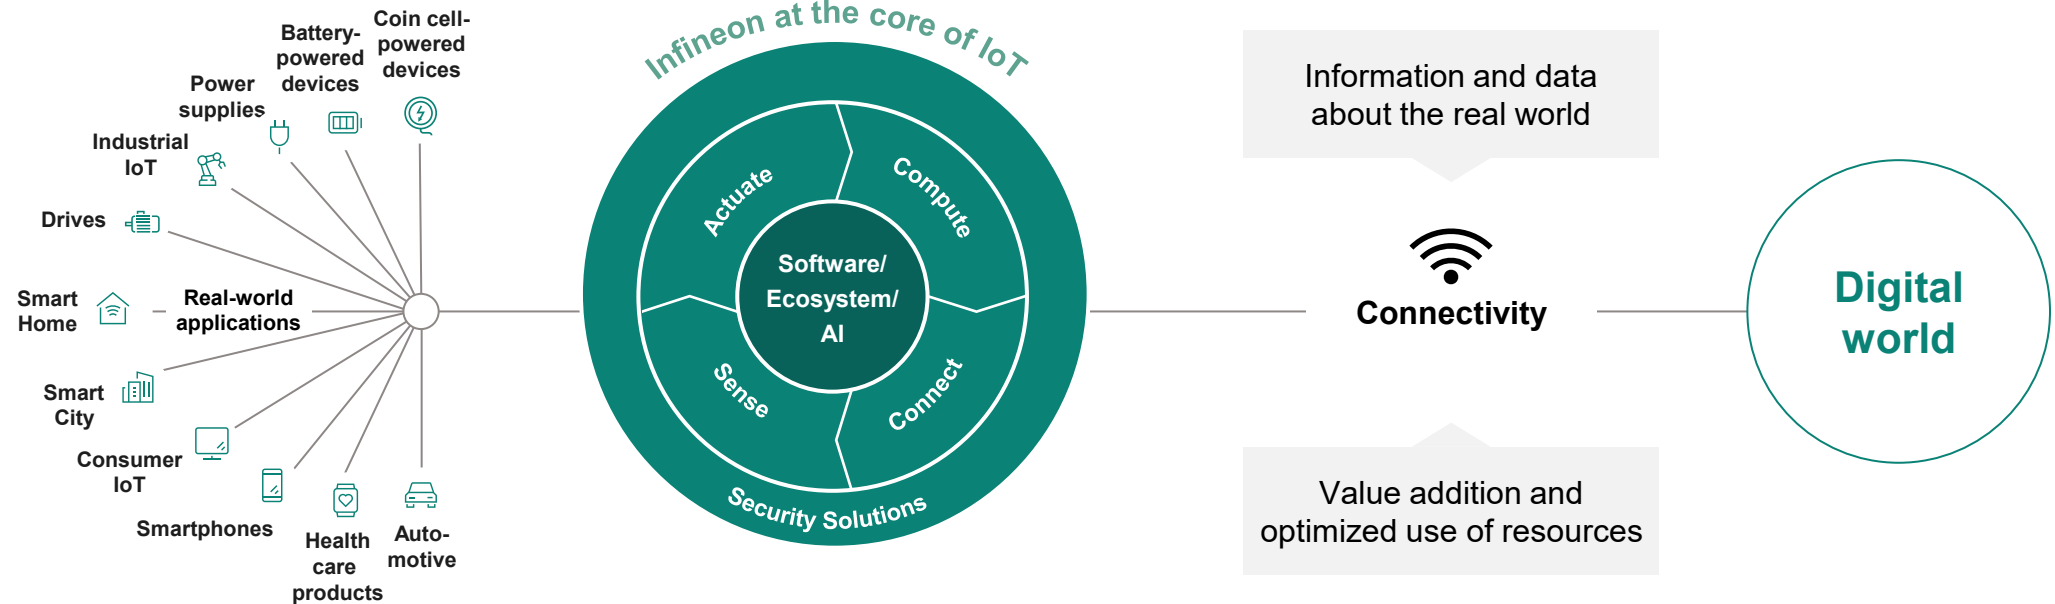 Coin cell-
powered
devices
Battery-
powered
devices
Power
supplies
Industrial
IoT
Drives
Smart
Home
Real-world
applications
Smart
City
Consumer
IoT
Smartphones
Health
care
products
Auto-
motive
Infineon at the core of IoT
Actuate
Compute
Software/
Ecosystem/
AI
Sense
Connect
Security Solutions
Information and data
about the real world
Connectivity
Value addition and
optimized use of resources
Digital
world